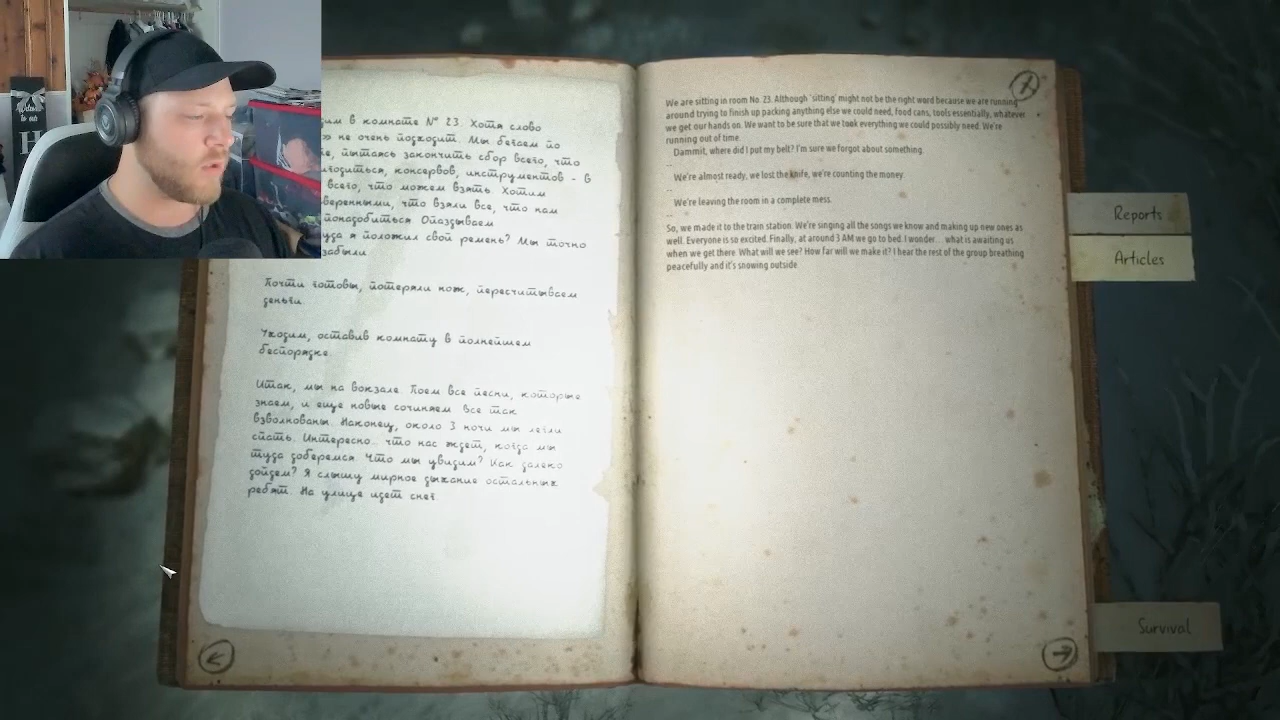 им в комнате № 23. Хотя слово
не очень подходит. Мы бегаем по
пытаясь закончить сбор всего, что
игодиться, консервов, инструментов - в
всего, что можем взять. Хотим
веренными, что взяли все, что нам
понадобиться. Опаздываем
уда я положил свой ремень? Мы точно
забыли
Почти готовы, потеряли нож, пересчитываем
деньги.
Уходим, оставив комнату в полнейшем
беспорядке.
Итак, мы на вокзале. Поем все песни, которые
знаем, и еще новые сочиняем. Все так
взволнованы. Наконец, около 3 ночи мы легли
спать. Интересно... что нас ждет, когда мы
туда доберемся. Что мы увидим? Как далеко
дойдем? Я слышу мирное дыхание остальных
ребят. На улице идет снег.
We are sitting in room No. 23. Although 'sitting' might not be the right word because we are running
around trying to finish up packing anything else we could need, food cans, tools essentially, whatever
we get our hands on. We want to be sure that we took everything we could possibly need. We're
running out of time.
Dammit, where did I put my belt? I'm sure we forgot about something.
...
We're almost ready, we lost the knife, we're counting the money.
...
We're leaving the room in a complete mess.
...
So, we made it to the train station. We're singing all the songs we know and making up new ones as
well. Everyone is so excited. Finally, at around 3 AM we go to bed. I wonder... what is awaiting us
when we get there. What will we see? How far will we make it? I hear the rest of the group breathing
peacefully and it's snowing outside.
Reports
Articles
Survival